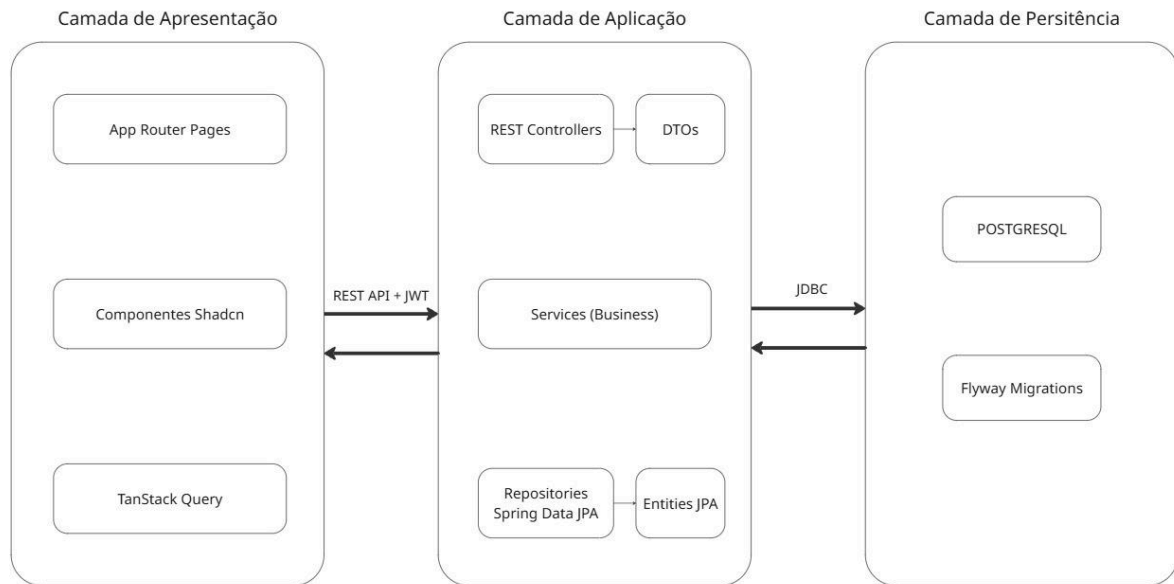 Camada de Apresentação
Camada de Aplicação
Camada de Persitência
App Router Pages
REST Controllers
DTOs
POSTGRESQL
REST API + JWT
JDBC
Componentes Shadcn
Services (Business)
Flyway Migrations
TanStack Query
Repositories
Spring Data JPA
Entities JPA